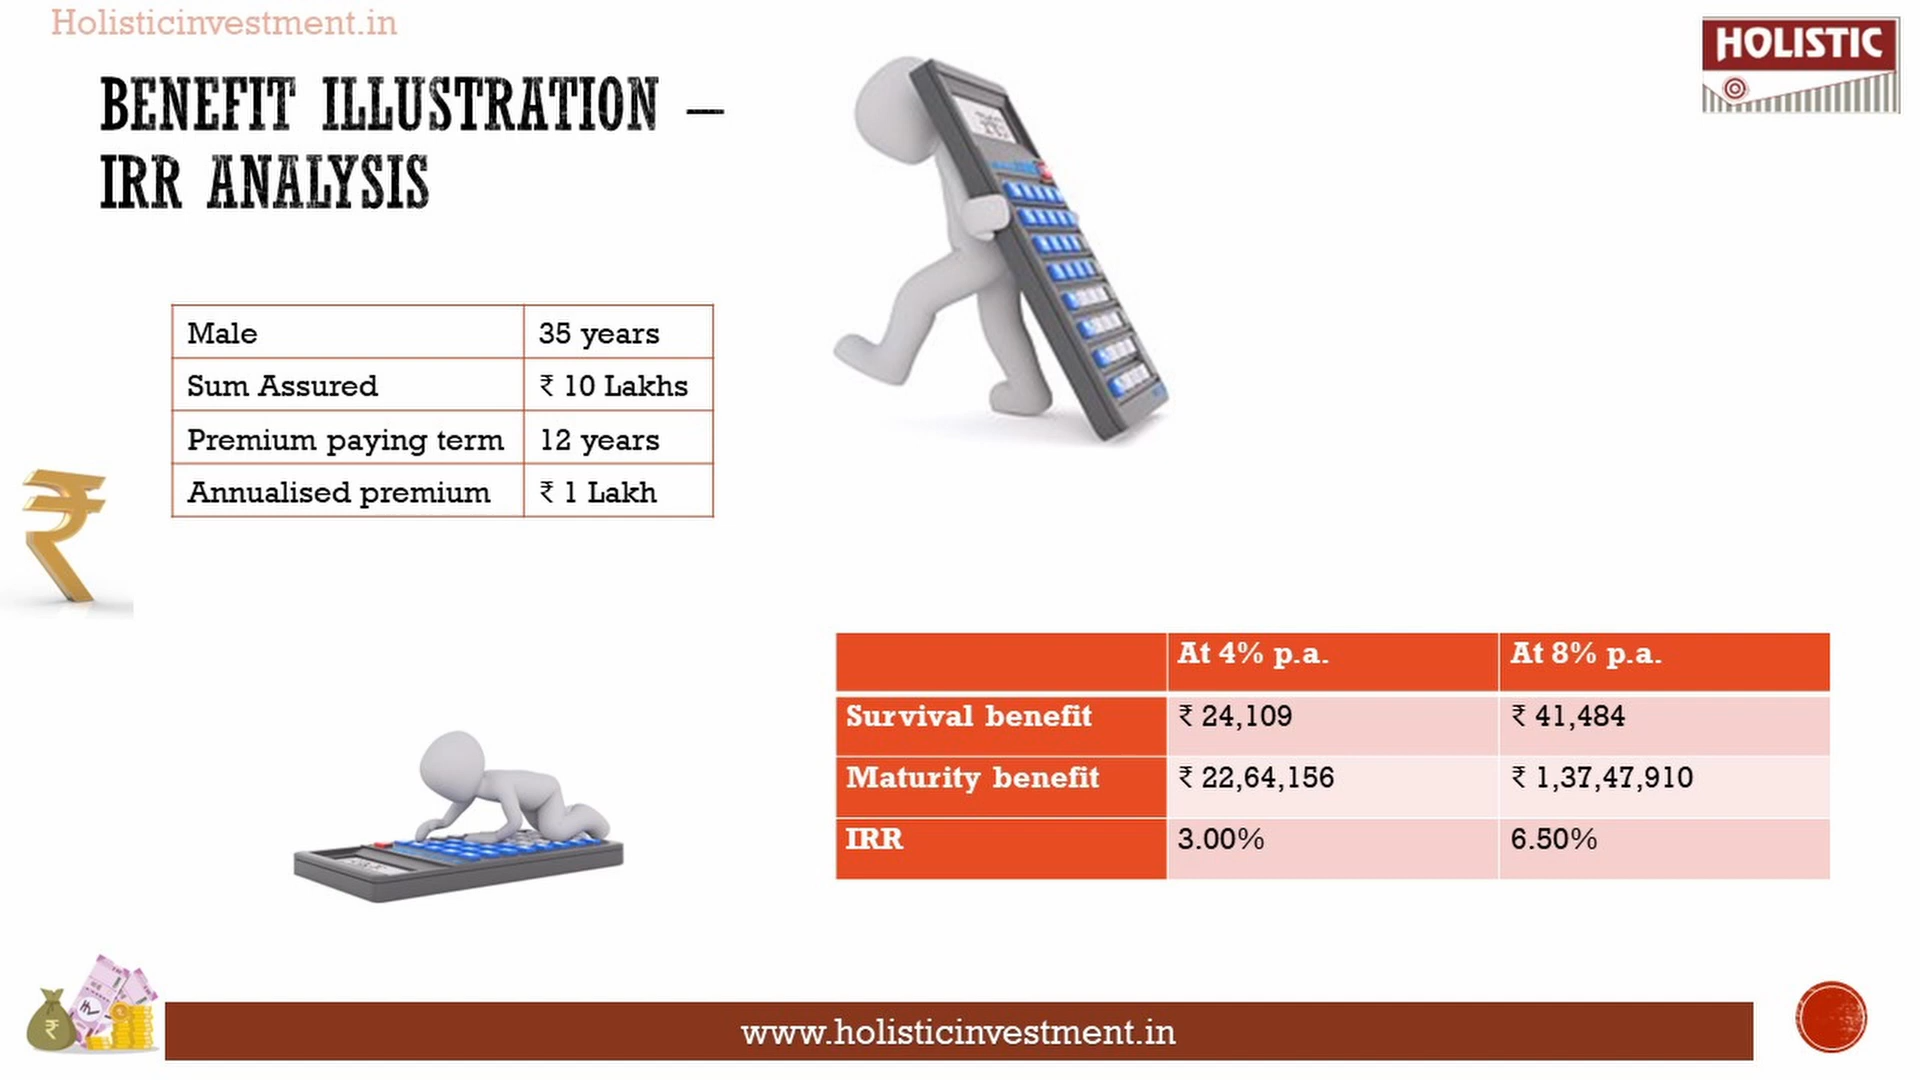 Holisticinvestment.in
HOLISTIC
BENEFIT ILLUSTRATION –
IRR ANALYSIS
Male 35 years
Sum Assured ₹ 10 Lakhs
Premium paying term 12 years
Annualised premium ₹ 1 Lakh
At 4% p.a. At 8% p.a.
Survival benefit ₹ 24,109 ₹ 41,484
Maturity benefit ₹ 22,64,156 ₹ 1,37,47,910
IRR 3.00% 6.50%
www.holisticinvestment.in